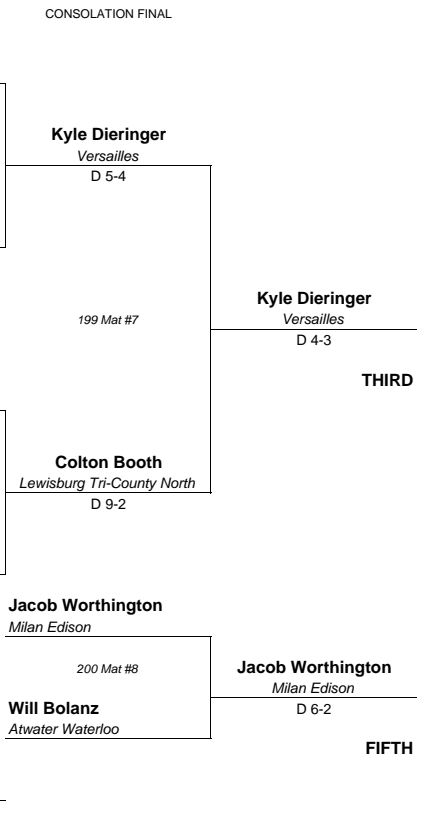 CONSOLATION FINAL
Kyle Dieringer
Versailles
D 5-4
199 Mat #7
Kyle Dieringer
Versailles
D 4-3
THIRD
Colton Booth
Lewisburg Tri-County North
D 9-2
Jacob Worthington
Milan Edison
200 Mat #8
Jacob Worthington
Milan Edison
D 6-2
Will Bolanz
Atwater Waterloo
FIFTH